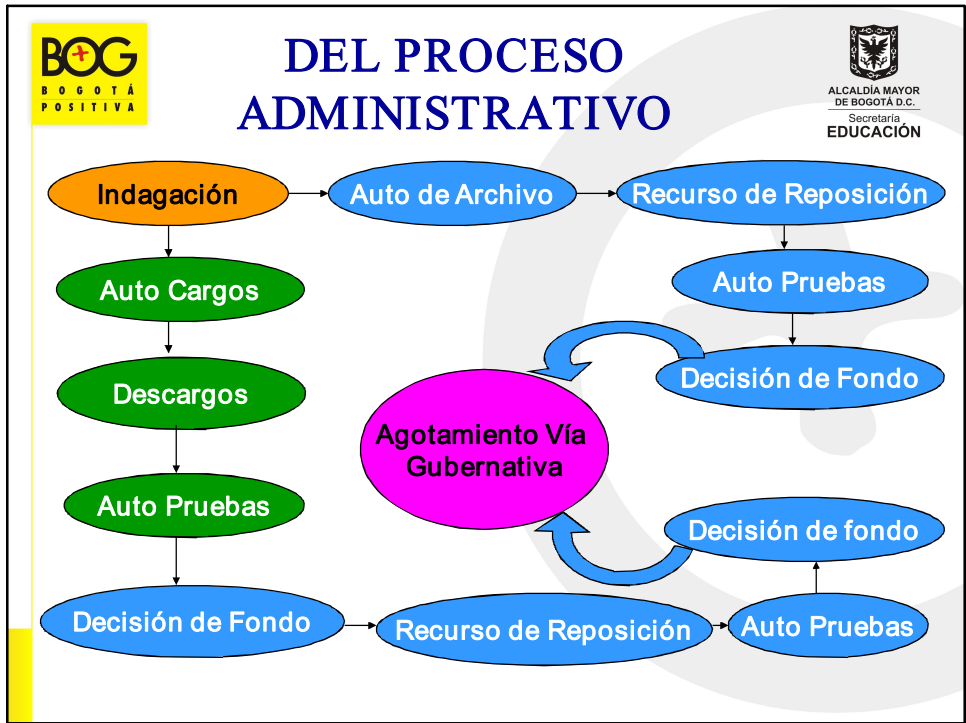 BOG
BOGOTÁ
POSITIVA
DEL PROCESO
ADMINISTRATIVO
ALCALDÍA MAYOR
DE BOGOTÁ D.C.
Secretaría
EDUCACIÓN
Indagación
Auto de Archivo
Recurso de Reposición
Auto Cargos
Auto Pruebas
Descargos
Decisión de Fondo
Agotamiento Vía
Gubernativa
Auto Pruebas
Decisión de fondo
Decisión de Fondo
Recurso de Reposición
Auto Pruebas